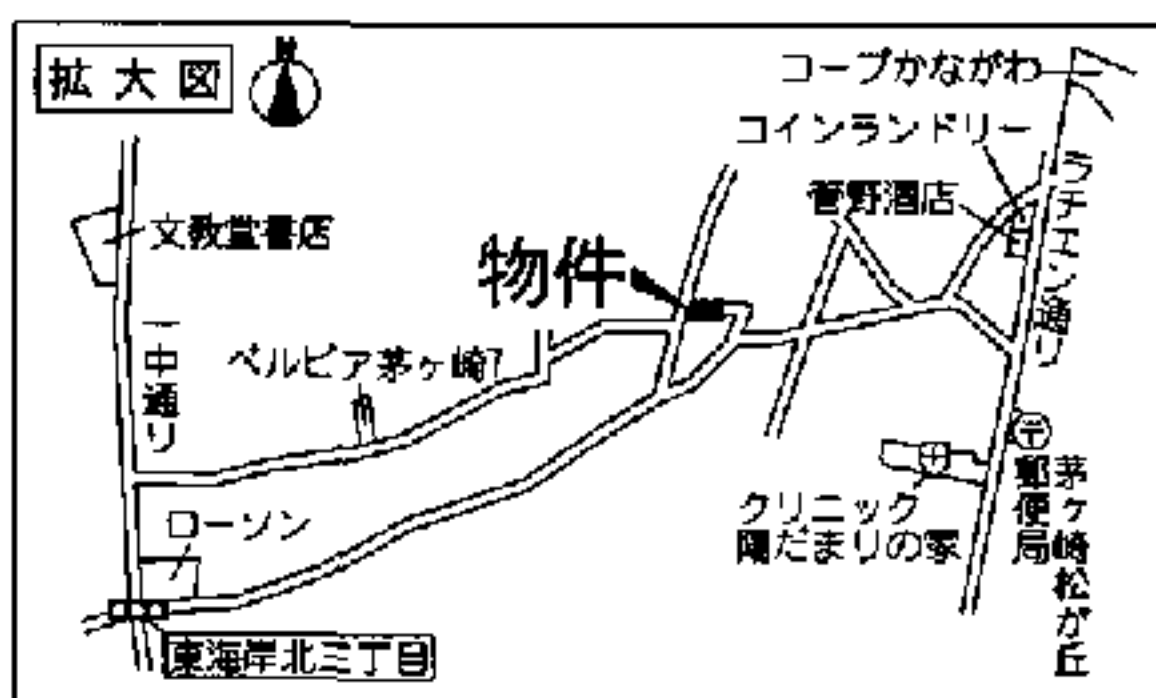 拡大図
N
コープかながわ
コインランドリー
菅野酒店
ラチエン通り
文教堂書店
物件
一中通り
ベルピア茅ヶ崎7
ローソン
クリニック
陽だまりの家
〒
茅ヶ崎松が丘
郵便局
東海岸北三丁目